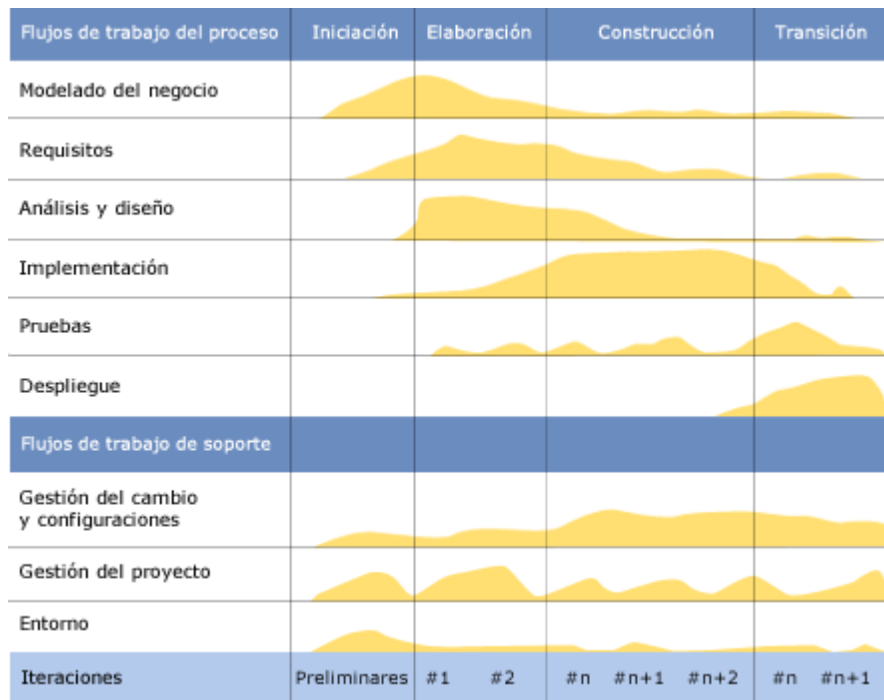 Flujos de trabajo del proceso Iniciación Elaboración Construcción Transición
Modelado del negocio
Requisitos
Análisis y diseño
Implementación
Pruebas
Despliegue
Flujos de trabajo de soporte
Gestión del cambio
y configuraciones
Gestión del proyecto
Entorno
Iteraciones Preliminares #1 #2 #n #n+1 #n+2 #n #n+1